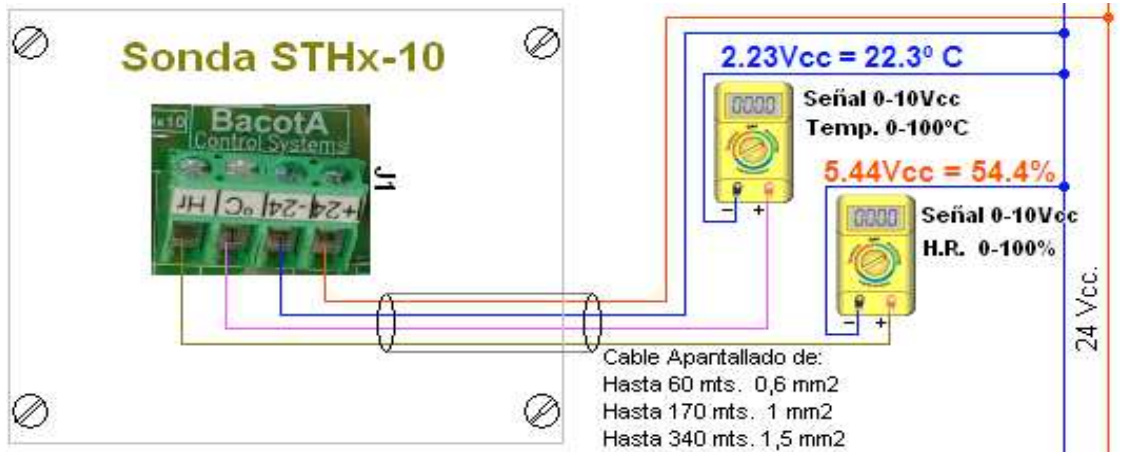 Sonda STHx-10
Hx10
BacotA
Control Systems
J1
Hr ºC -24 +24
2.23Vcc = 22.3º C
0000
Señal 0-10Vcc
Temp. 0-100ºC
- +
5.44Vcc = 54.4%
0000
Señal 0-10Vcc
H.R. 0-100%
- +
24 Vcc.
Cable Apantallado de:
Hasta 60 mts. 0,6 mm2
Hasta 170 mts. 1 mm2
Hasta 340 mts. 1,5 mm2